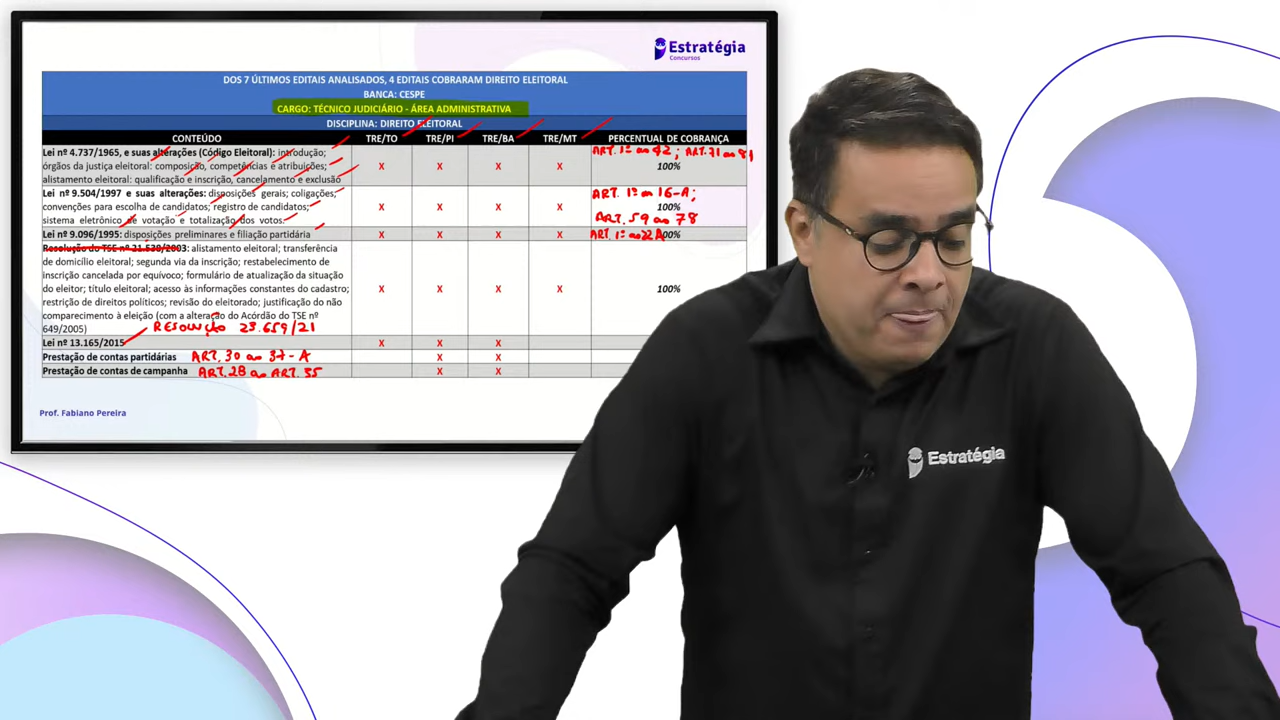 Estratégia
Concursos
DOS 7 ÚLTIMOS EDITAIS ANALISADOS, 4 EDITAIS COBRARAM DIREITO ELEITORAL
BANCA: CESPE
CARGO: TÉCNICO JUDICIÁRIO - ÁREA ADMINISTRATIVA
DISCIPLINA: DIREITO ELEITORAL
CONTEÚDO TRE/TO TRE/PI TRE/BA TRE/MT PERCENTUAL DE COBRANÇA
Lei nº 4.737/1965, e suas alterações (Código Eleitoral): introdução; ART. 1º ao 42; ART. 71 ao 81
órgãos da justiça eleitoral: composição, competências e atribuições; X X X X 100%
alistamento eleitoral: qualificação e inscrição, cancelamento e exclusão
Lei nº 9.504/1997 e suas alterações: disposições gerais; coligações; ART. 1º ao 16-A;
convenções para escolha de candidatos; registro de candidatos; X X X X 100%
sistema eletrônico de votação e totalização dos votos. ART. 59 ao 78
Lei nº 9.096/1995: disposições preliminares e filiação partidária X X X X ART. 1º ao 22A 100%
Resolução do TSE nº 21.538/2003: alistamento eleitoral; transferência
de domicílio eleitoral; segunda via da inscrição; restabelecimento de
inscrição cancelada por equívoco; formulário de atualização da situação
do eleitor; título eleitoral; acesso às informações constantes do cadastro; X X X X 100%
restrição de direitos políticos; revisão do eleitorado; justificação do não
comparecimento à eleição (com a alteração do Acórdão do TSE nº
649/2005) RESOLUÇÃO 23.659/21
Lei nº 13.165/2015 X X X
Prestação de contas partidárias ART. 30 ao 37-A X X
Prestação de contas de campanha ART. 28 ao ART. 35 X X
Prof. Fabiano Pereira
Estratégia